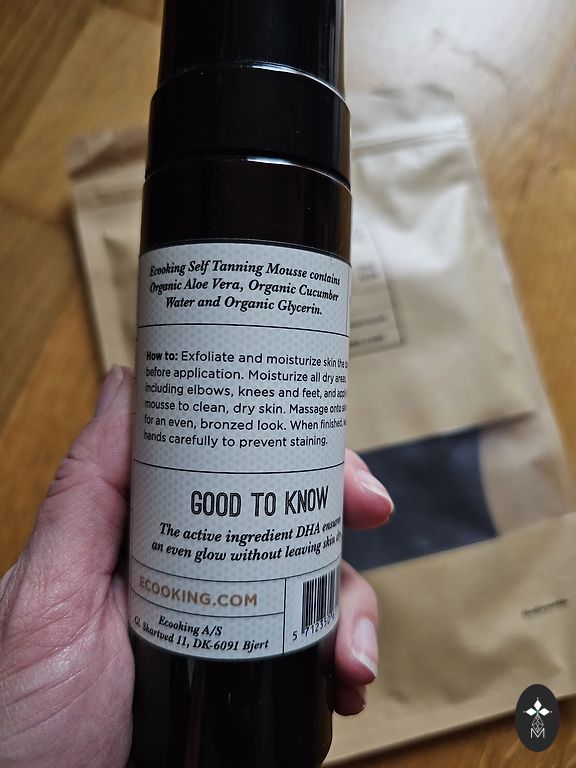 Ecooking Self Tanning Mousse contains
Organic Aloe Vera, Organic Cucumber
Water and Organic Glycerin.
How to: Exfoliate and moisturize skin the
before application. Moisturize all dry areas
including elbows, knees and feet, and
mousse to clean, dry skin. Massage onto
for an even, bronzed look. When finished,
hands carefully to prevent staining.
GOOD TO KNOW
The active ingredient DHA
an even glow without leaving skin
ECOOKING.COM
Ecooking A/S
Gl. Skartved 11, DK-6091 Bjert
M